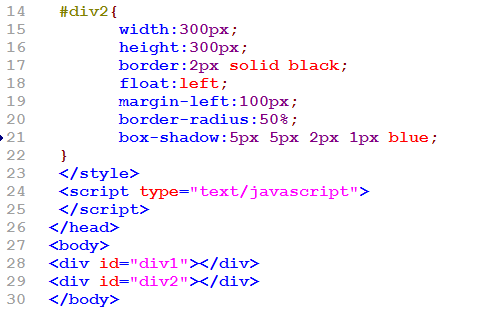 14 #div2{
15 width:300px;
16 height:300px;
17 border:2px solid black;
18 float:left;
19 margin-left:100px;
20 border-radius:50%;
21 box-shadow:5px 5px 2px 1px blue;
22 }
23 </style>
24 <script type="text/javascript">
25 </script>
26 </head>
27 <body>
28 <div id="div1"></div>
29 <div id="div2"></div>
30 </body>